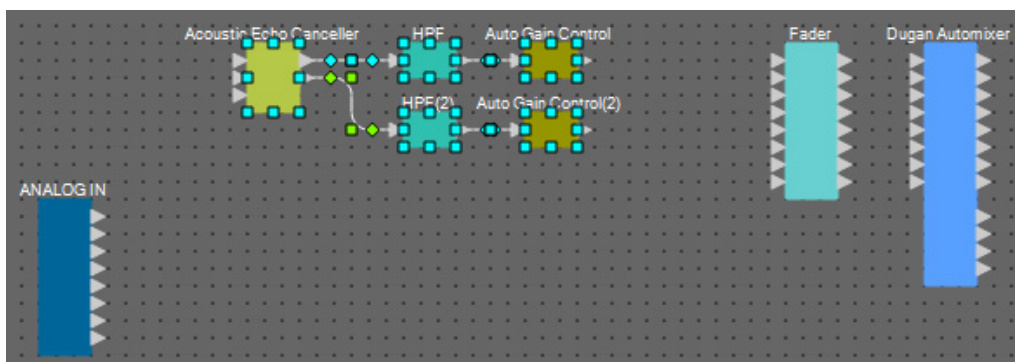 Acoustic Echo Canceller
HPF
Auto Gain Control
Fader
Dugan Automixer
HPF(2)
Auto Gain Control(2)
ANALOG IN